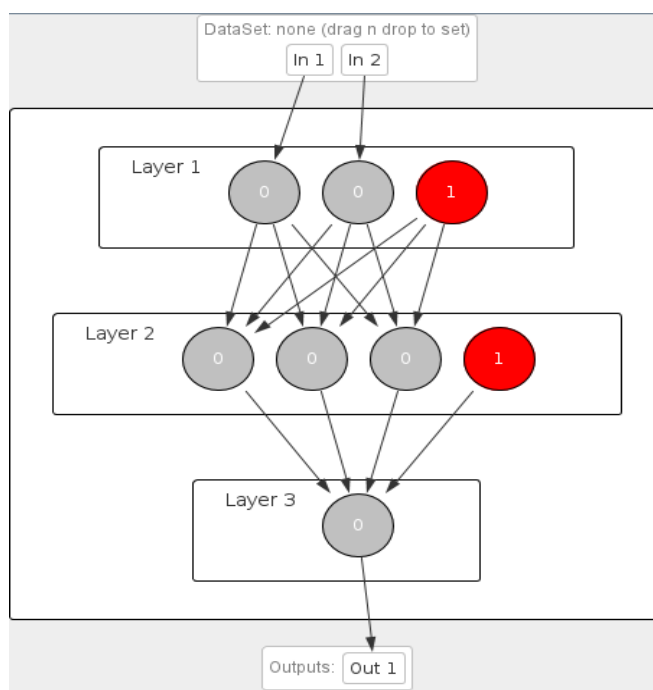 DataSet: none (drag n drop to set)
In 1 In 2
Layer 1
0 0 1
Layer 2
0 0 0 1
Layer 3
0
Outputs: Out 1